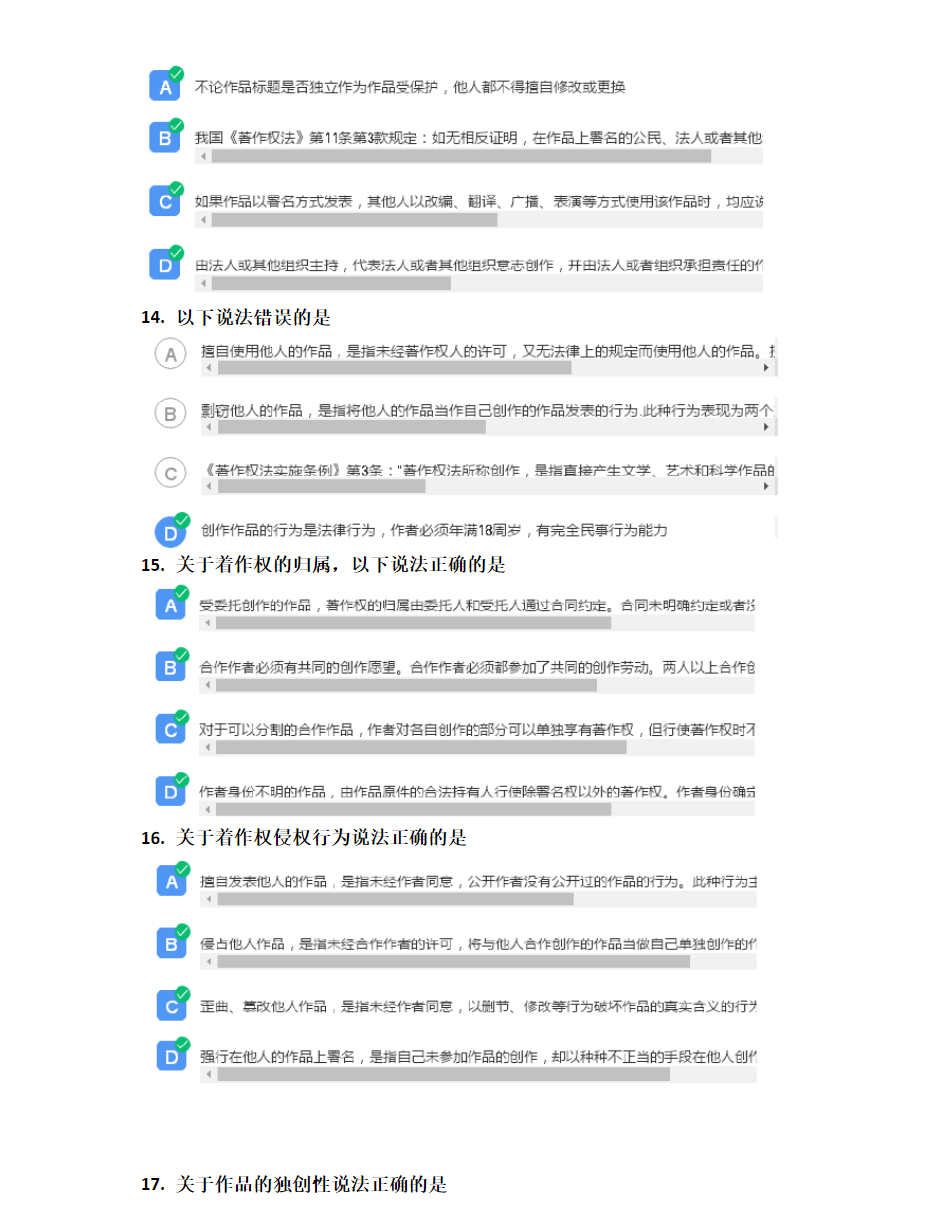 A 不论作品标题是否独立作为作品受保护，他人都不得擅自修改或更换
B 我国《著作权法》第11条第3款规定：如无相反证明，在作品上署名的公民、法人或者其他
C 如果作品以署名方式发表，其他人以改编、翻译、广播、表演等方式使用该作品时，均应说
D 由法人或其他组织主持，代表法人或者其他组织意志创作，并由法人或者组织承担责任的作
14. 以下说法错误的是
A 擅自使用他人的作品，是指未经著作权人的许可，又无法律上的规定而使用他人的作品。
B 剽窃他人的作品，是指将他人的作品当作自己创作的作品发表的行为.此种行为表现为两个
C 《著作权法实施条例》第3条："著作权法所称创作，是指直接产生文学、艺术和科学作品的
D 创作作品的行为是法律行为，作者必须年满18周岁，有完全民事行为能力
15. 关于着作权的归属，以下说法正确的是
A 受委托创作的作品，著作权的归属由委托人和受托人通过合同约定。合同未明确约定或者没
B 合作作者必须有共同的创作愿望。合作作者必须都参加了共同的创作劳动。两人以上合作创
C 对于可以分割的合作作品，作者对各自创作的部分可以单独享有著作权，但行使著作权时不
D 作者身份不明的作品，由作品原件的合法持有人行使除署名权以外的著作权。作者身份确定
16. 关于着作权侵权行为说法正确的是
A 擅自发表他人的作品，是指未经作者同意，公开作者没有公开过的作品的行为。此种行为主
B 侵占他人作品，是指未经合作作者的许可，将与他人合作创作的作品当做自己单独创作的作
C 歪曲、篡改他人作品，是指未经作者同意，以删节、修改等行为破坏作品的真实含义的行为
D 强行在他人的作品上署名，是指自己未参加作品的创作，却以种种不正当的手段在他人创作
17. 关于作品的独创性说法正确的是